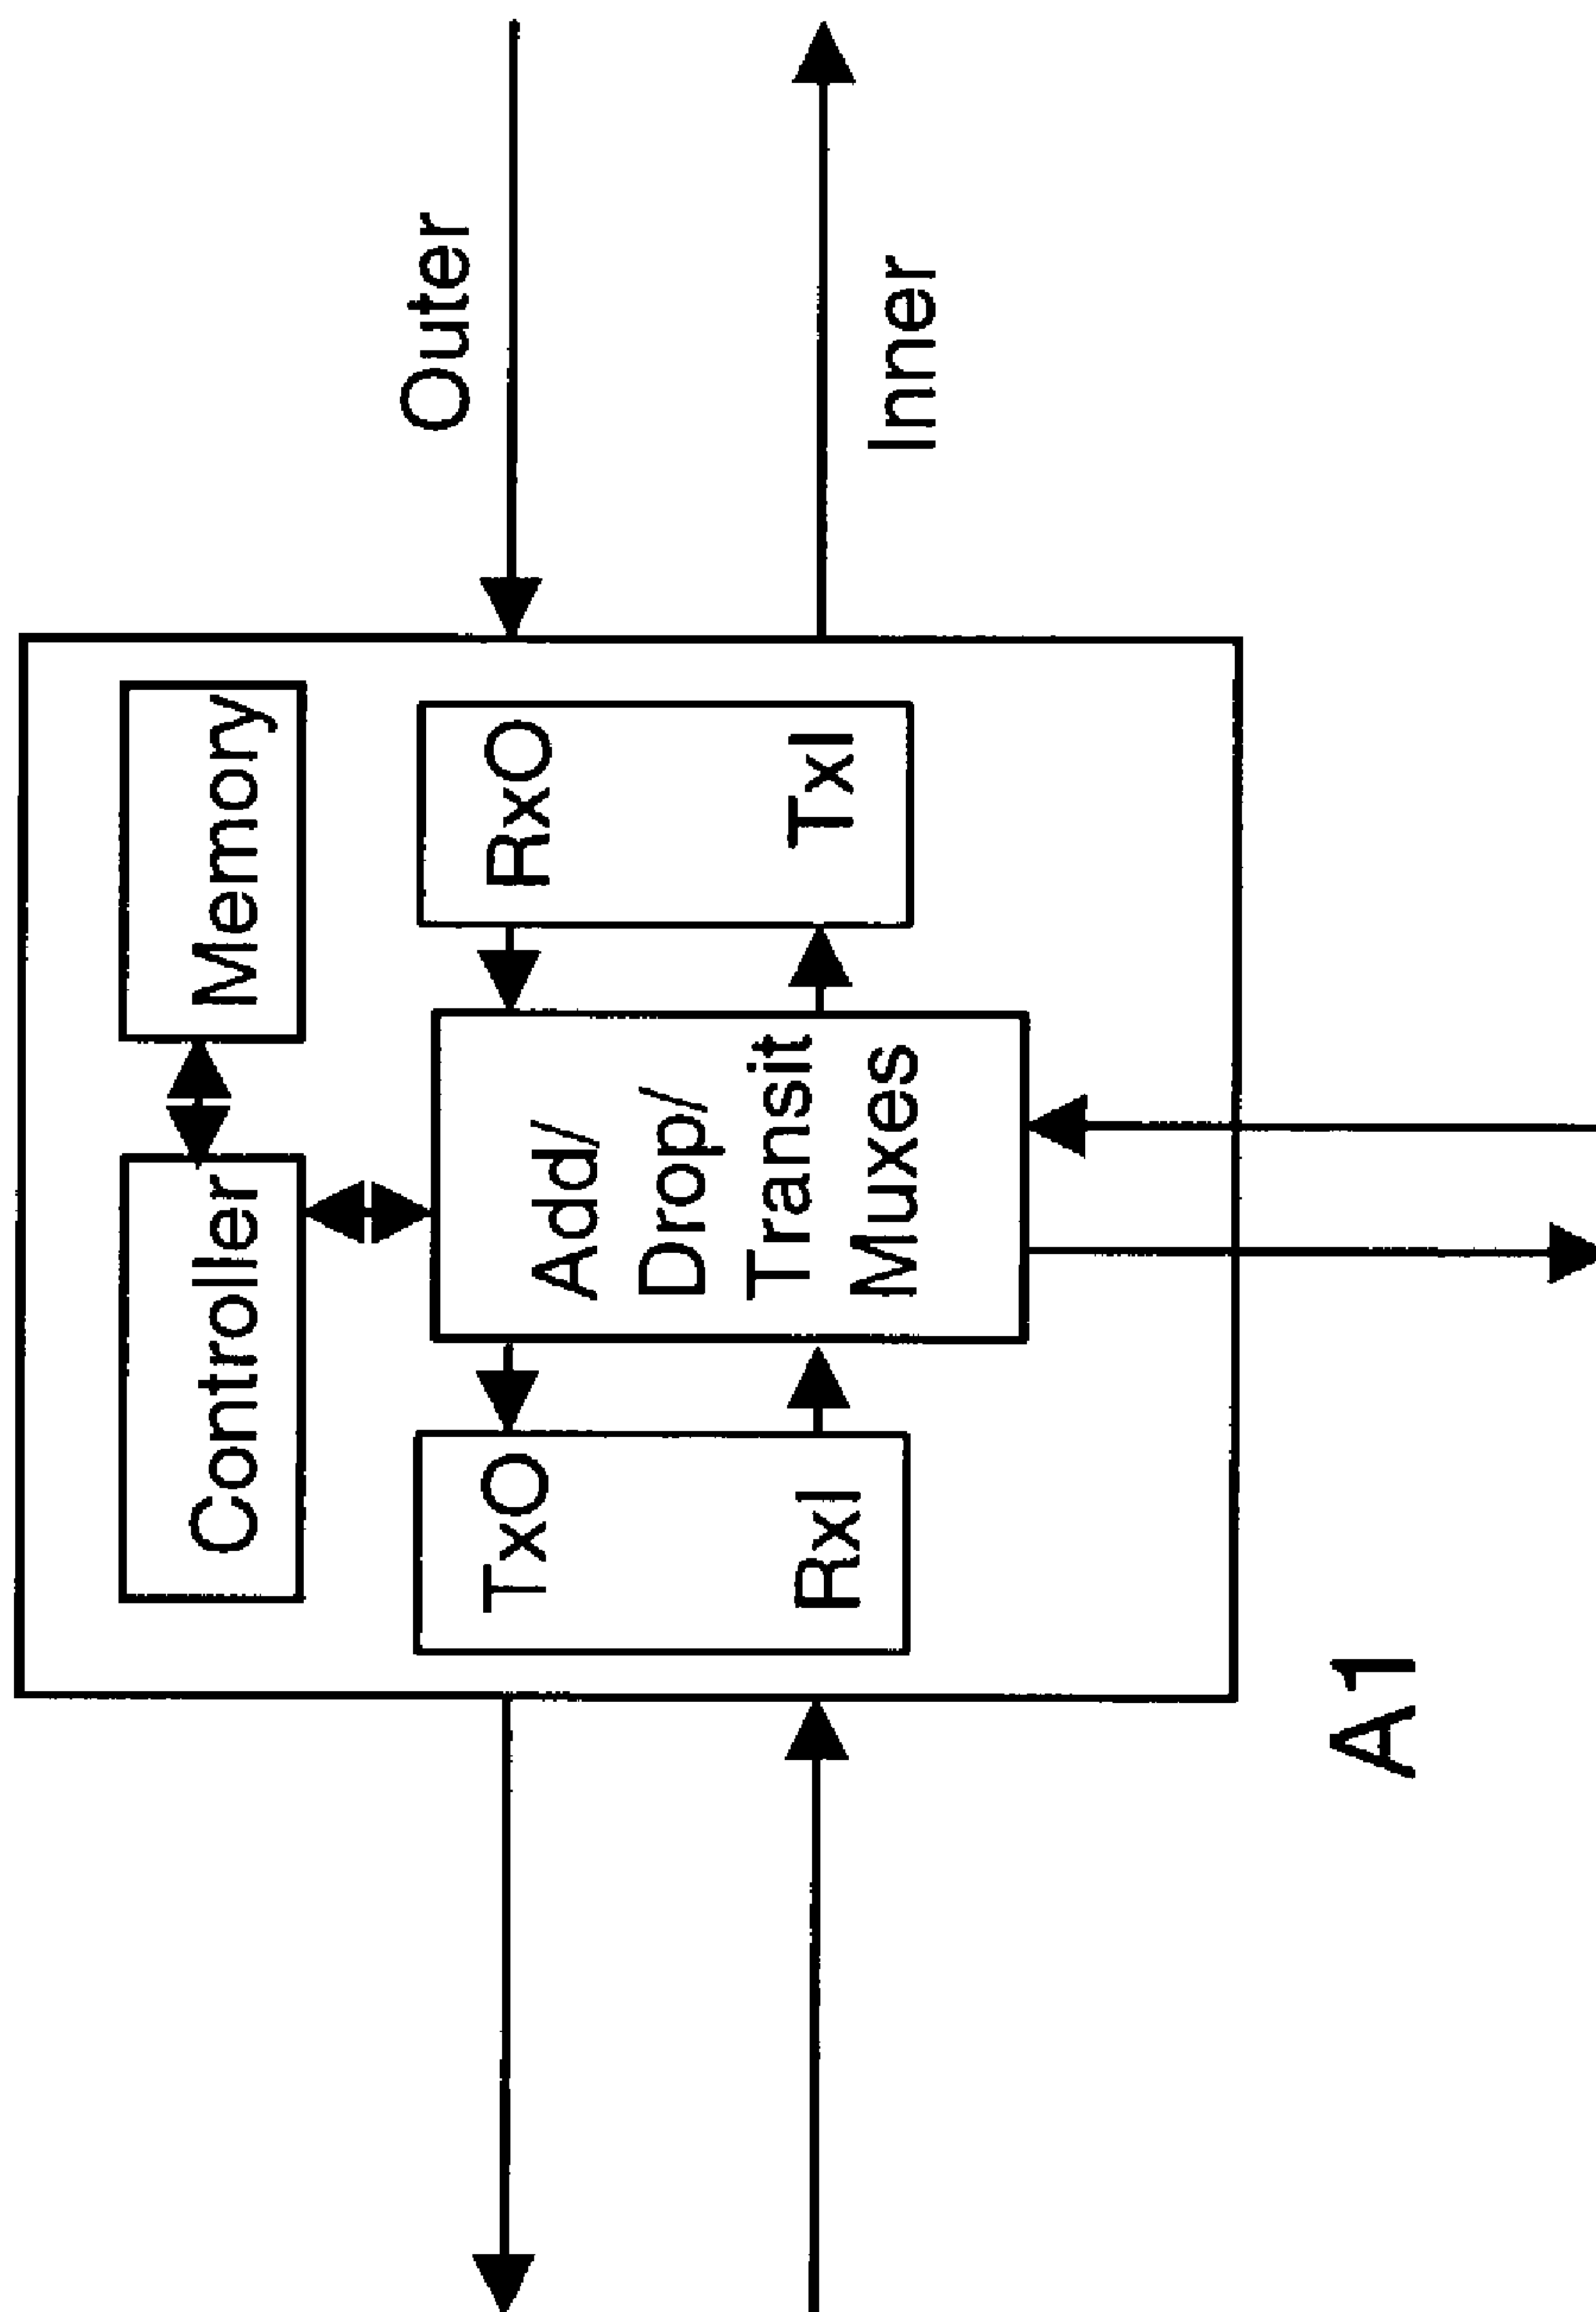 Controller
Memory
Outer
TxO
RxI
Add/
Drop/
Transit
Muxes
RxO
TxI
Inner
A1